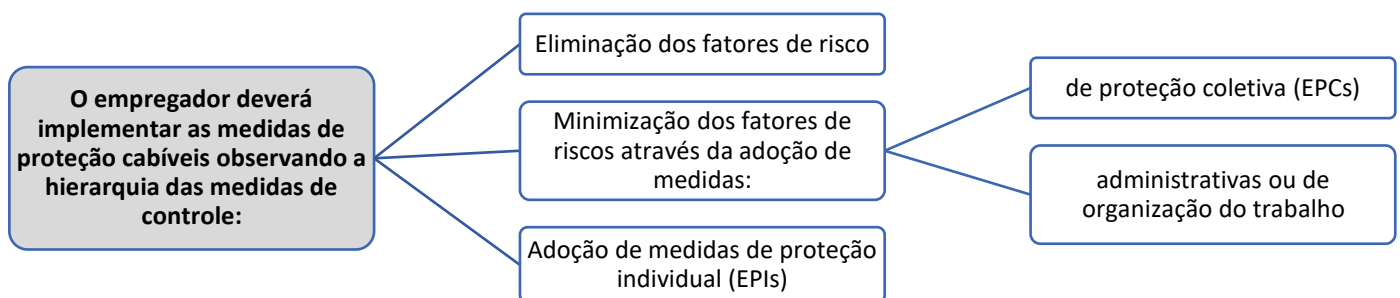 O empregador deverá
implementar as medidas de
proteção cabíveis observando a
hierarquia das medidas de
controle:
Eliminação dos fatores de risco
Minimização dos fatores de
riscos através da adoção de
medidas:
Adoção de medidas de proteção
individual (EPIs)
de proteção coletiva (EPCs)
administrativas ou de
organização do trabalho